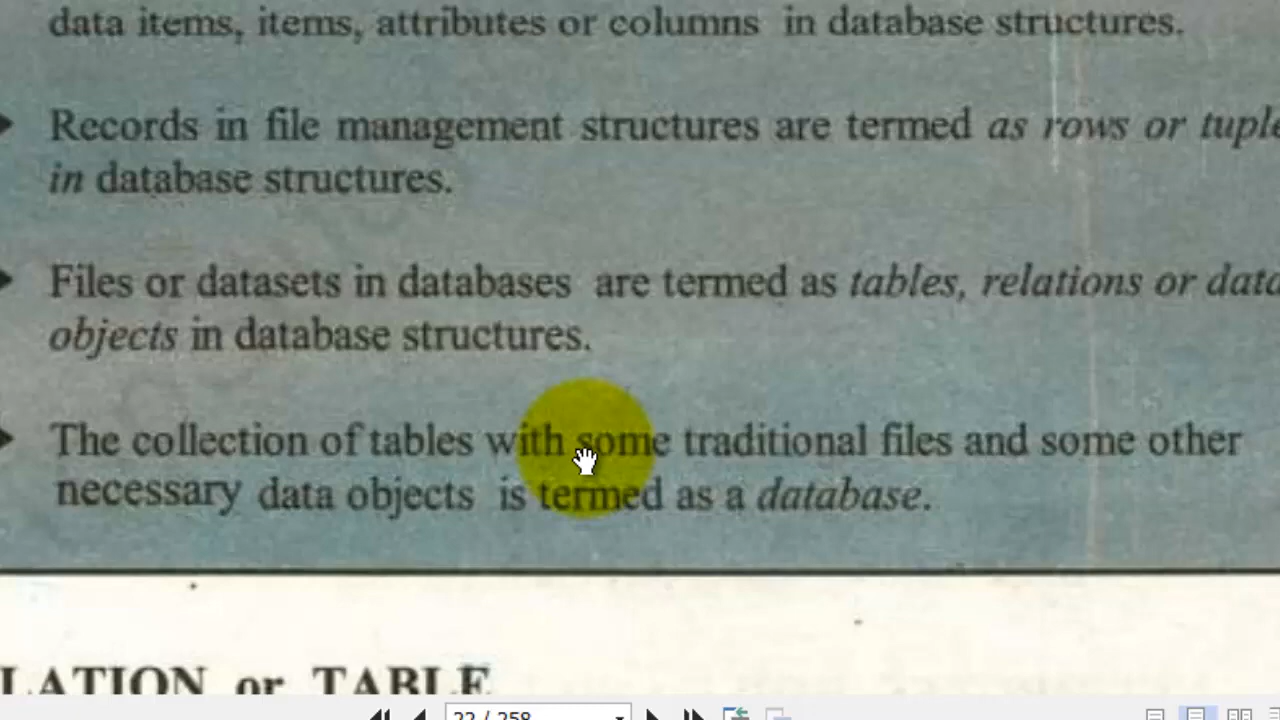 data items, items, attributes or columns in database structures.
Records in file management structures are termed as rows or tuple
in database structures.
Files or datasets in databases are termed as tables, relations or data
objects in database structures.
The collection of tables with some traditional files and some other
necessary data objects is termed as a database.
LATION or TABLE
22 / 258